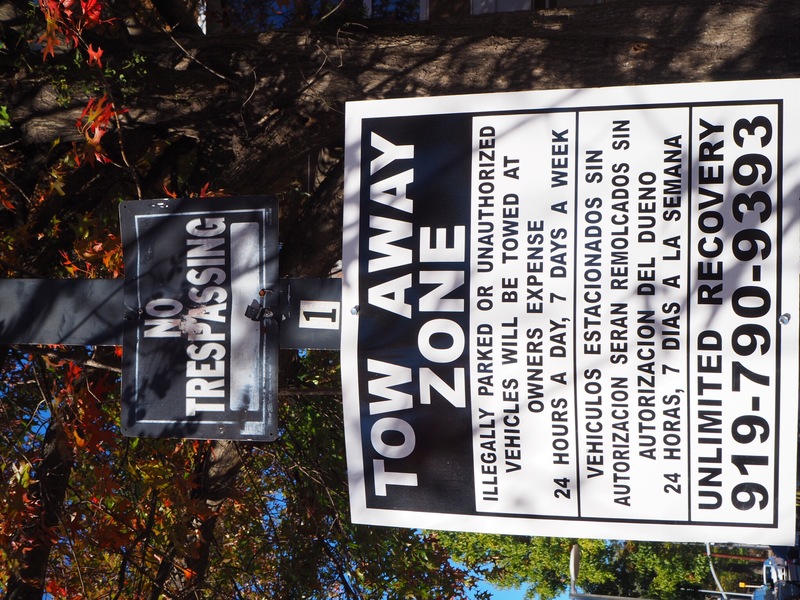 NO
TRESPASSING
1
TOW AWAY
ZONE
ILLEGALLY PARKED OR UNAUTHORIZED
VEHICLES WILL BE TOWED AT
OWNERS EXPENSE
24 HOURS A DAY, 7 DAYS A WEEK
VEHICULOS ESTACIONADOS SIN
AUTORIZACION SERAN REMOLCADOS SIN
AUTORIZACION DEL DUENO
24 HORAS, 7 DIAS A LA SEMANA
UNLIMITED RECOVERY
919-790-9393